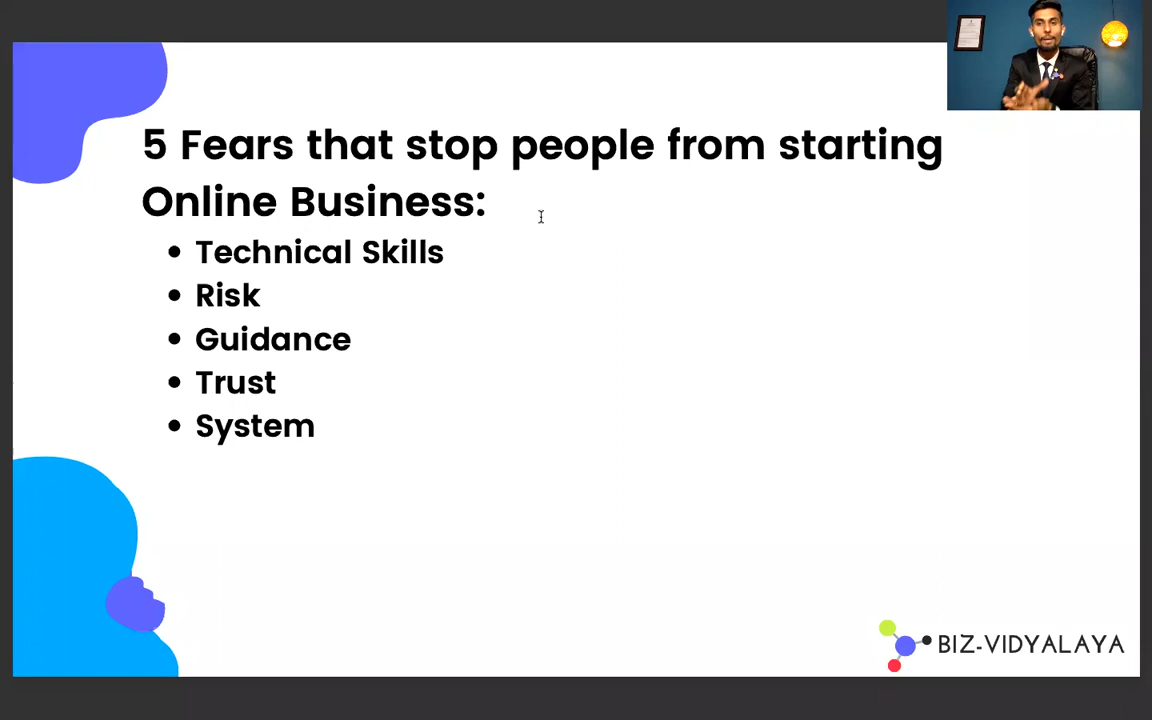 5 Fears that stop people from starting
Online Business:
• Technical Skills
• Risk
• Guidance
• Trust
• System
BIZ-VIDYALAYA